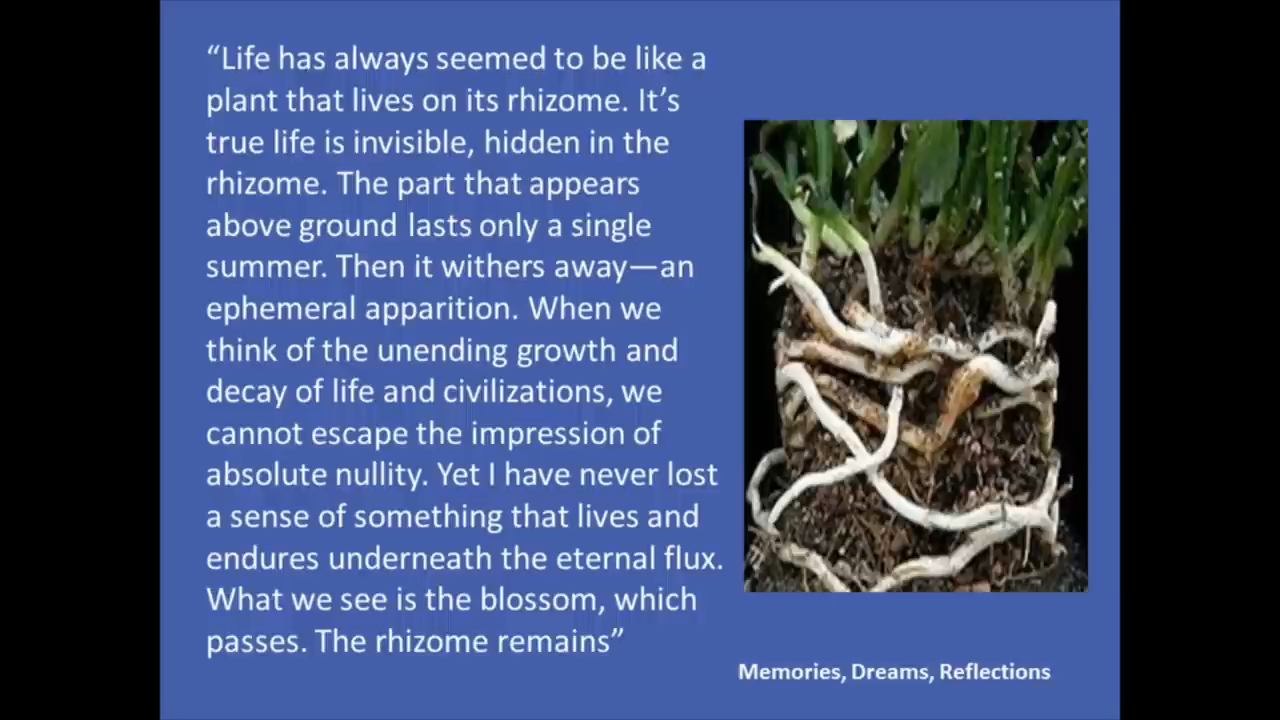 “Life has always seemed to be like a
plant that lives on its rhizome. It’s
true life is invisible, hidden in the
rhizome. The part that appears
above ground lasts only a single
summer. Then it withers away—an
ephemeral apparition. When we
think of the unending growth and
decay of life and civilizations, we
cannot escape the impression of
absolute nullity. Yet I have never lost
a sense of something that lives and
endures underneath the eternal flux.
What we see is the blossom, which
passes. The rhizome remains”
Memories, Dreams, Reflections